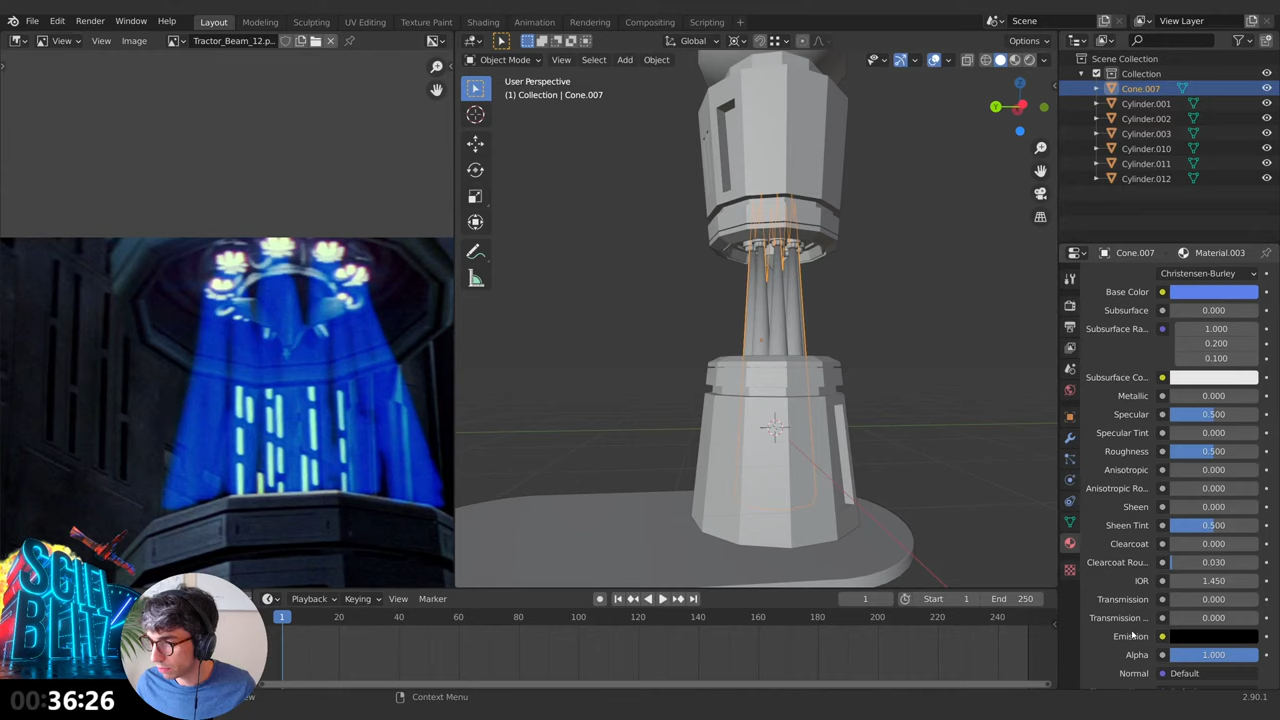 File Edit Render Window Help Layout Modeling Sculpting UV Editing Texture Paint Shading Animation Rendering Compositing Scripting + Scene View Layer
View View Image Tractor_Beam_12.p... Global Options
Object Mode View Select Add Object
User Perspective
(1) Collection | Cone.007
Scene Collection
Collection
Cone.007
Cylinder.001
Cylinder.002
Cylinder.003
Cylinder.010
Cylinder.011
Cylinder.012
Z
Y
Cone.007 Material.003
Christensen-Burley
Base Color
Subsurface 0.000
Subsurface Ra... 1.000
0.200
0.100
Subsurface Co...
Metallic 0.000
Specular 0.500
Specular Tint 0.000
Roughness 0.500
Anisotropic 0.000
Anisotropic Ro... 0.000
Sheen 0.000
Sheen Tint 0.500
Clearcoat 0.000
Clearcoat Rou... 0.030
IOR 1.450
Transmission 0.000
Transmission ... 0.000
Emission
Alpha 1.000
Normal Default
Playback Keying View Marker 1 Start 1 End 250
1 20 40 60 80 100 120 140 160 180 200 220 240
SCIFI
BLITZ
00:36:26
Context Menu 2.90.1